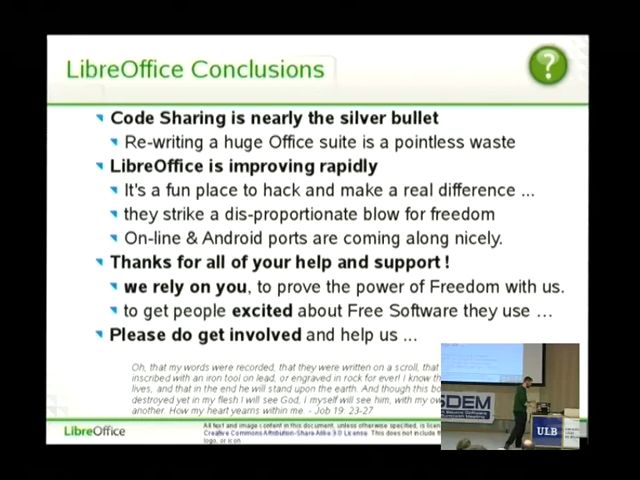 LibreOffice Conclusions
?
Code Sharing is nearly the silver bullet
Re-writing a huge Office suite is a pointless waste
LibreOffice is improving rapidly
It's a fun place to hack and make a real difference ...
they strike a dis-proportionate blow for freedom
On-line & Android ports are coming along nicely.
Thanks for all of your help and support !
we rely on you, to prove the power of Freedom with us.
to get people excited about Free Software they use ...
Please do get involved and help us ...
Oh, that my words were recorded, that they were written on a scroll, that
inscribed with an iron tool on lead, or engraved in rock for ever! I know th
lives, and that in the end he will stand upon the earth. And though this bo
destroyed yet in my flesh I will see God, I myself will see him, with my ow
another. How my heart yearns within me. - Job 19: 23-27
LibreOffice
All text and image content in this document, unless otherwise specified, is licen
Creative Commons Attribution-Share Alike 3.0 License. This does not include th
logo, or icon.
SDEM
ULB